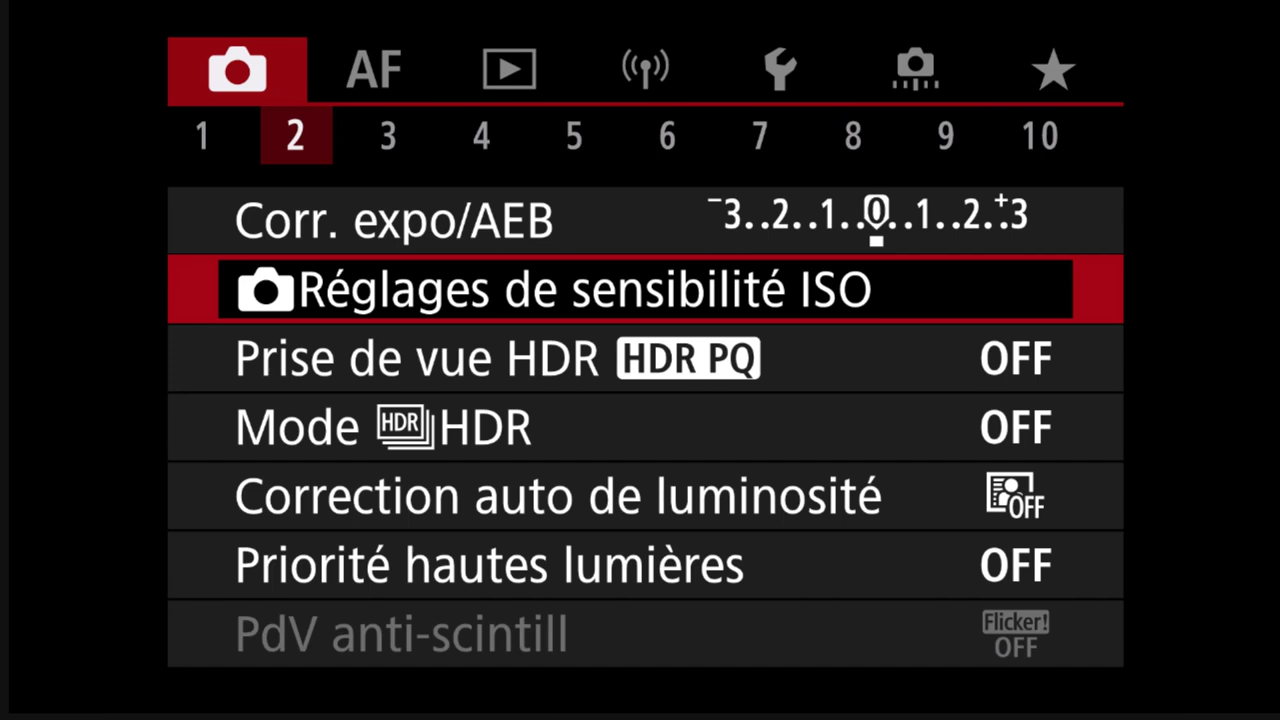 AF
1 2 3 4 5 6 7 8 9 10
Corr. expo/AEB -3..2..1..0..1..2..+3
Réglages de sensibilité ISO
Prise de vue HDR HDR PQ OFF
Mode HDR HDR OFF
Correction auto de luminosité OFF
Priorité hautes lumières OFF
PdV anti-scintill Flicker! OFF